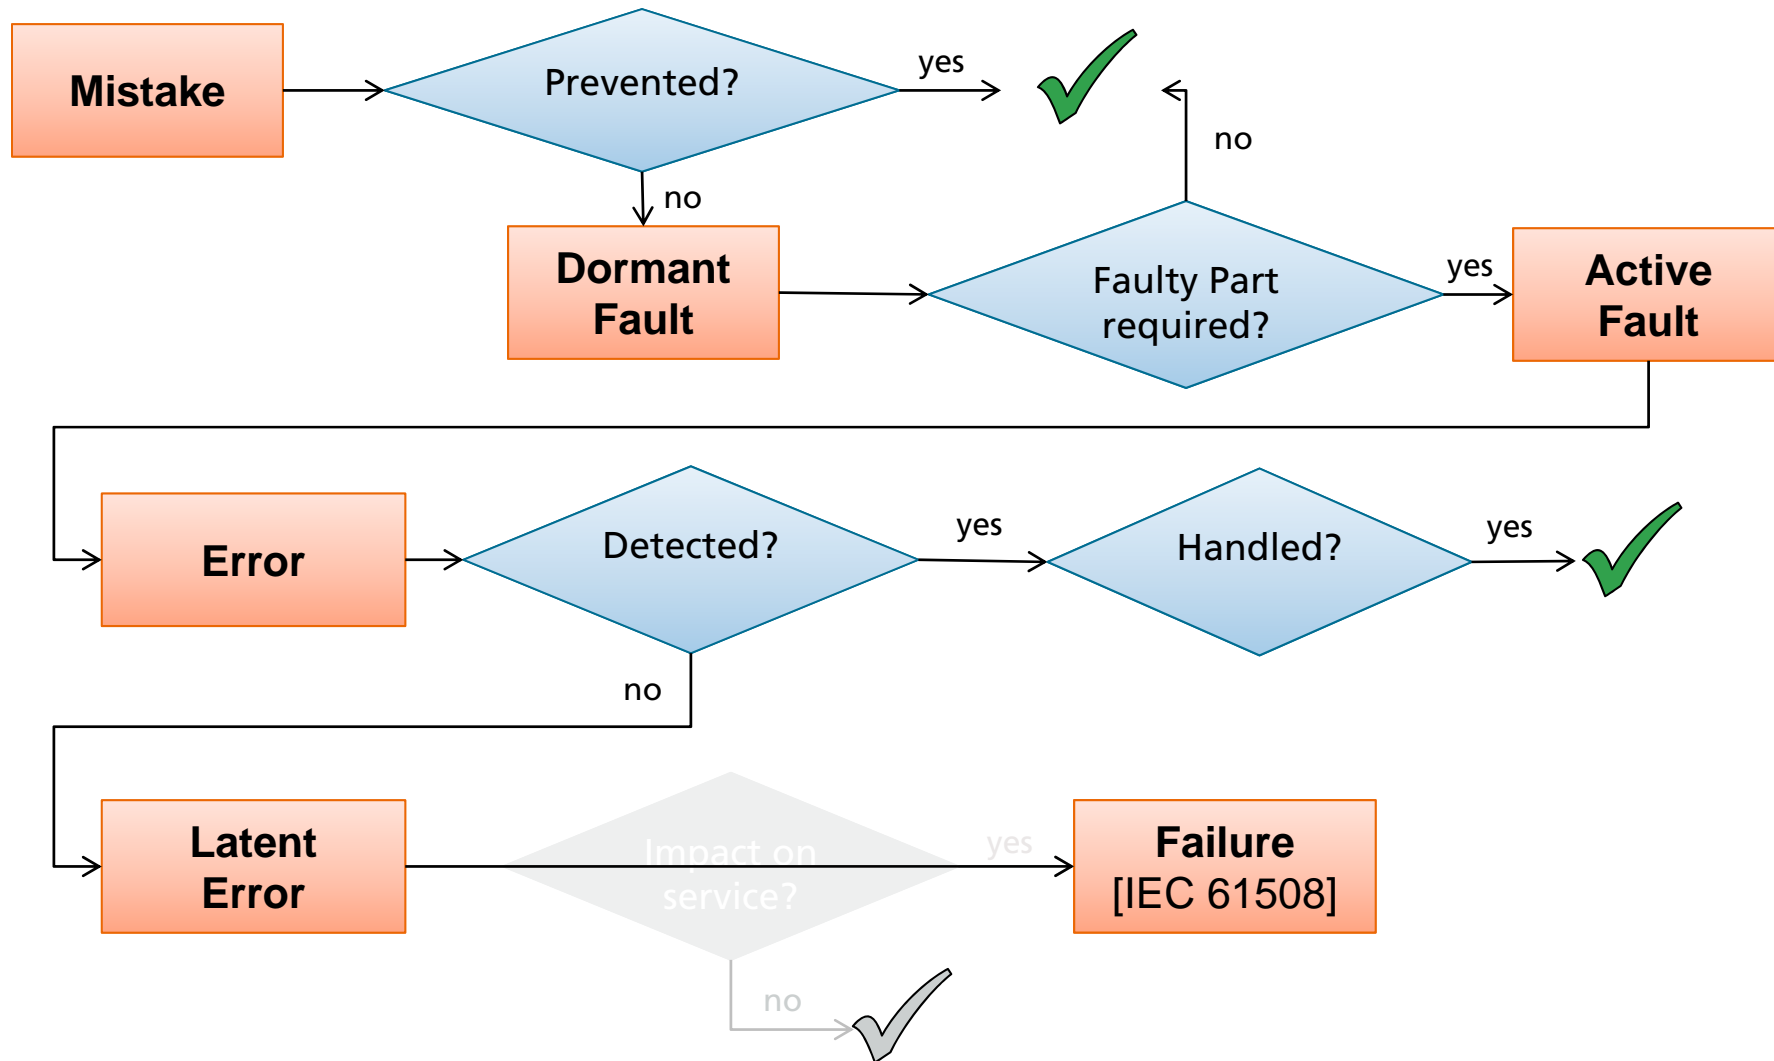 Mistake
Prevented?
yes
no
no
Dormant
Fault
Faulty Part
required?
yes
Active
Fault
Error
Detected?
yes
Handled?
yes
no
Latent
Error
Impact on
service?
yes
Failure
[IEC 61508]
no